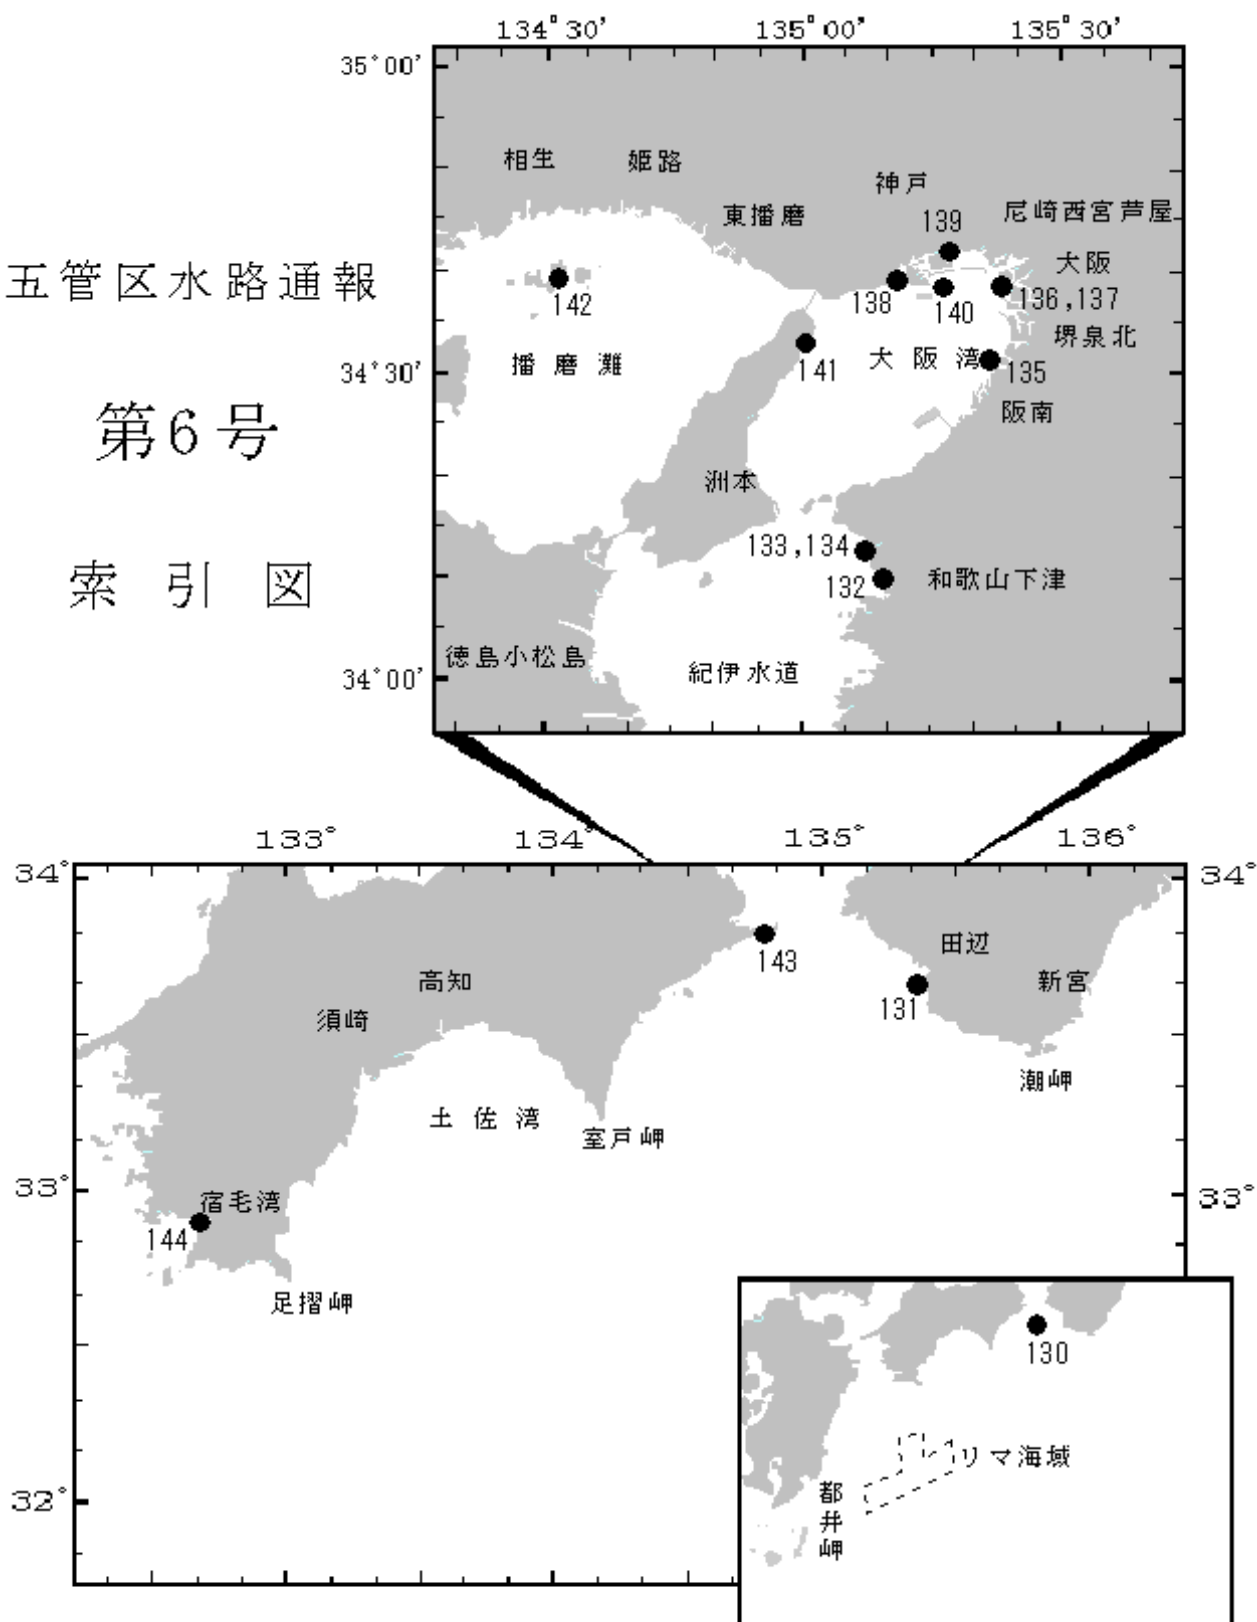 134°30′ 135°00′ 135°30′
35°00′
相生 姫路
神戸
東播磨
尼崎西宮芦屋
139
大阪
五管区水路通報
142
138
140
136,137
堺泉北
播磨灘
141
大阪湾
135
34°30′
阪南
第6号
洲本
133,134
132
和歌山下津
索引図
徳島小松島
紀伊水道
34°00′
133° 134° 135° 136°
34° 34°
143
田辺
高知
131
新宮
須崎
潮岬
土佐湾
室戸岬
33° 33°
宿毛湾
144
足摺岬
130
リマ海域
32°
都井岬